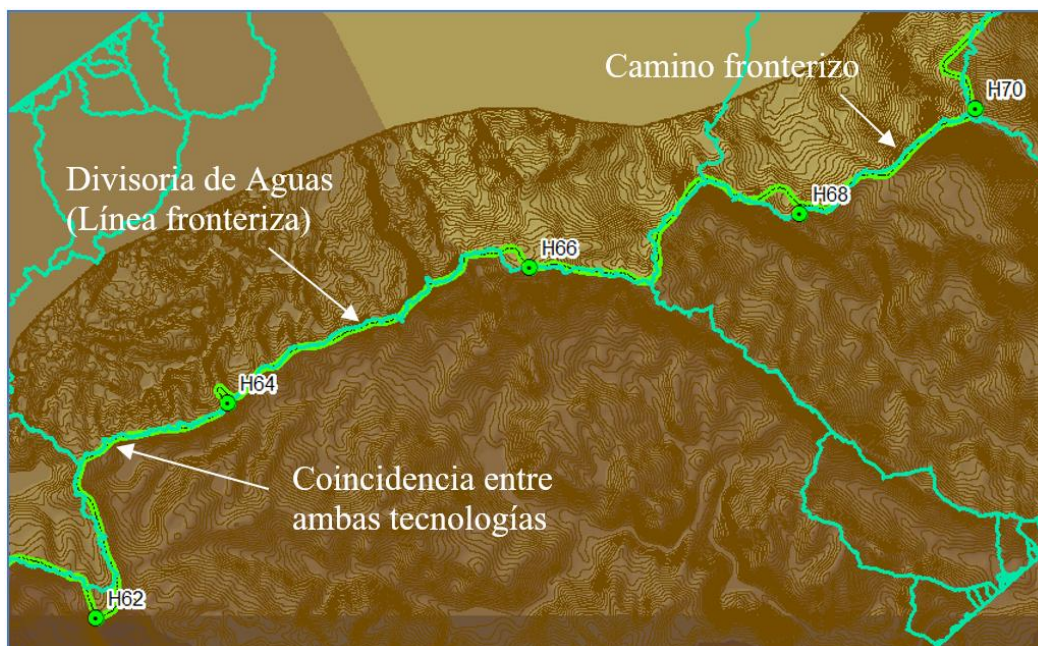 Camino fronterizo
H70
Divisoria de Aguas
(Línea fronteriza)
H68
H66
H64
Coincidencia entre
ambas tecnologías
H62